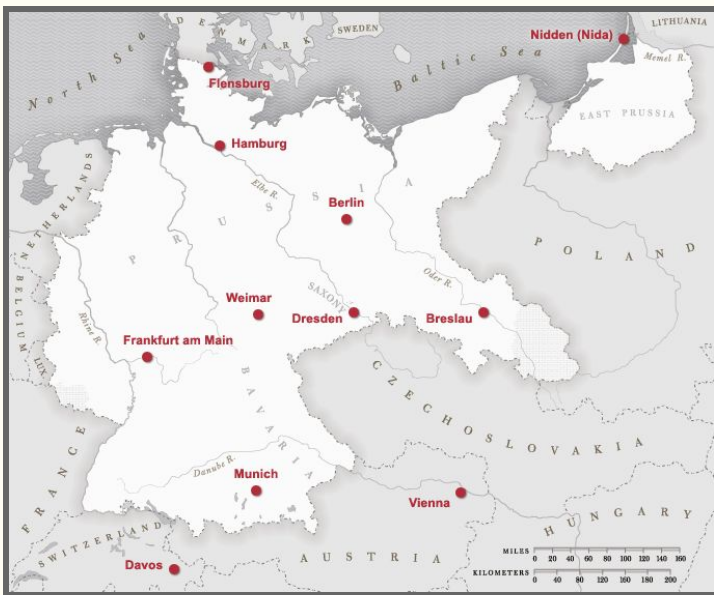 SWEDEN
LITHUANIA
DENMARK
Nidden (Nida)
North Sea
Baltic Sea
Memel R.
Flensburg
EAST PRUSSIA
Hamburg
Elbe R.
PRUSSIA
NETHERLANDS
Berlin
POLAND
BELGIUM
Oder R.
Weimar
SAXONY
Dresden
Breslau
Rhine R.
Frankfurt am Main
LUX.
BAVARIA
CZECHOSLOVAKIA
FRANCE
Danube R.
Munich
Vienna
HUNGARY
SWITZERLAND
AUSTRIA
Davos
MILES
0 20 40 60 80 100 120 140 160
KILOMETERS
0 40 80 120 160 200